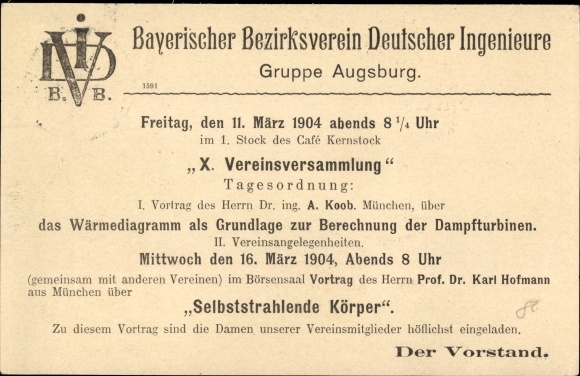 VDI
B. B.
Bayerischer Bezirksverein Deutscher Ingenieure
Gruppe Augsburg.
1591
Freitag, den 11. März 1904 abends 8 1/4 Uhr
im 1. Stock des Café Kernstock
„X. Vereinsversammlung“
Tagesordnung:
I. Vortrag des Herrn Dr. ing. A. Koob. München, über
das Wärmediagramm als Grundlage zur Berechnung der Dampfturbinen.
II. Vereinsangelegenheiten.
Mittwoch den 16. März 1904, Abends 8 Uhr
(gemeinsam mit anderen Vereinen) im Börsensaal Vortrag des Herrn Prof. Dr. Karl Hofmann
aus München über
„Selbststrahlende Körper“.
Zu diesem Vortrag sind die Damen unserer Vereinsmitglieder höflichst eingeladen.
Der Vorstand.